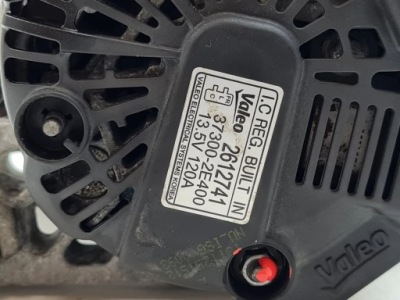 I.C REG. BUILT IN
Valeo 2612741
37300-2E400
13.5V 120A
VALEO ELECTRICAL SYSTEMS KOREA
Valeo